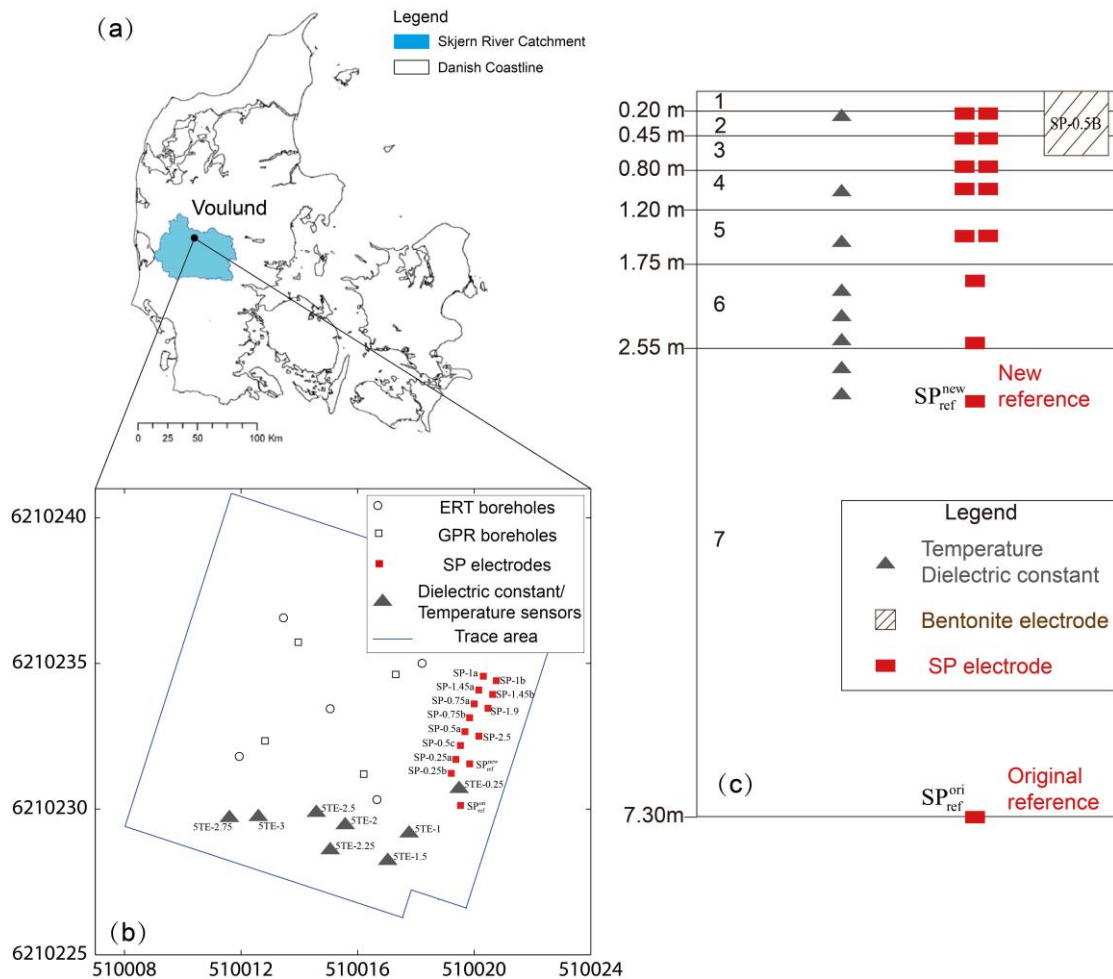 (a)
Legend
Skjern River Catchment
Danish Coastline
Voulund
0 25 50 100 Km
6210240
6210235
6210230
6210225
510008
510012
510016
510020
510024
ERT boreholes
GPR boreholes
SP electrodes
Dielectric constant/
Temperature sensors
Trace area
SP-1a
SP-1b
SP-1.45a
SP-1.45b
SP-0.75a
SP-1.9
SP-0.75b
SP-0.5a
SP-2.5
SP-0.5c
SP-0.25a
SP new ref
SP-0.25b
5TE-0.25
SP ori ref
5TE-2.75
5TE-3
5TE-2.5
5TE-2
5TE-1
5TE-2.25
5TE-1.5
(b)
1
0.20 m
2
0.45 m
3
0.80 m
4
1.20 m
5
1.75 m
6
2.55 m
7
7.30m
SP-0.5B
SP new ref
New
reference
Legend
Temperature
Dielectric constant
Bentonite electrode
SP electrode
(c)
SP ori ref
Original
reference